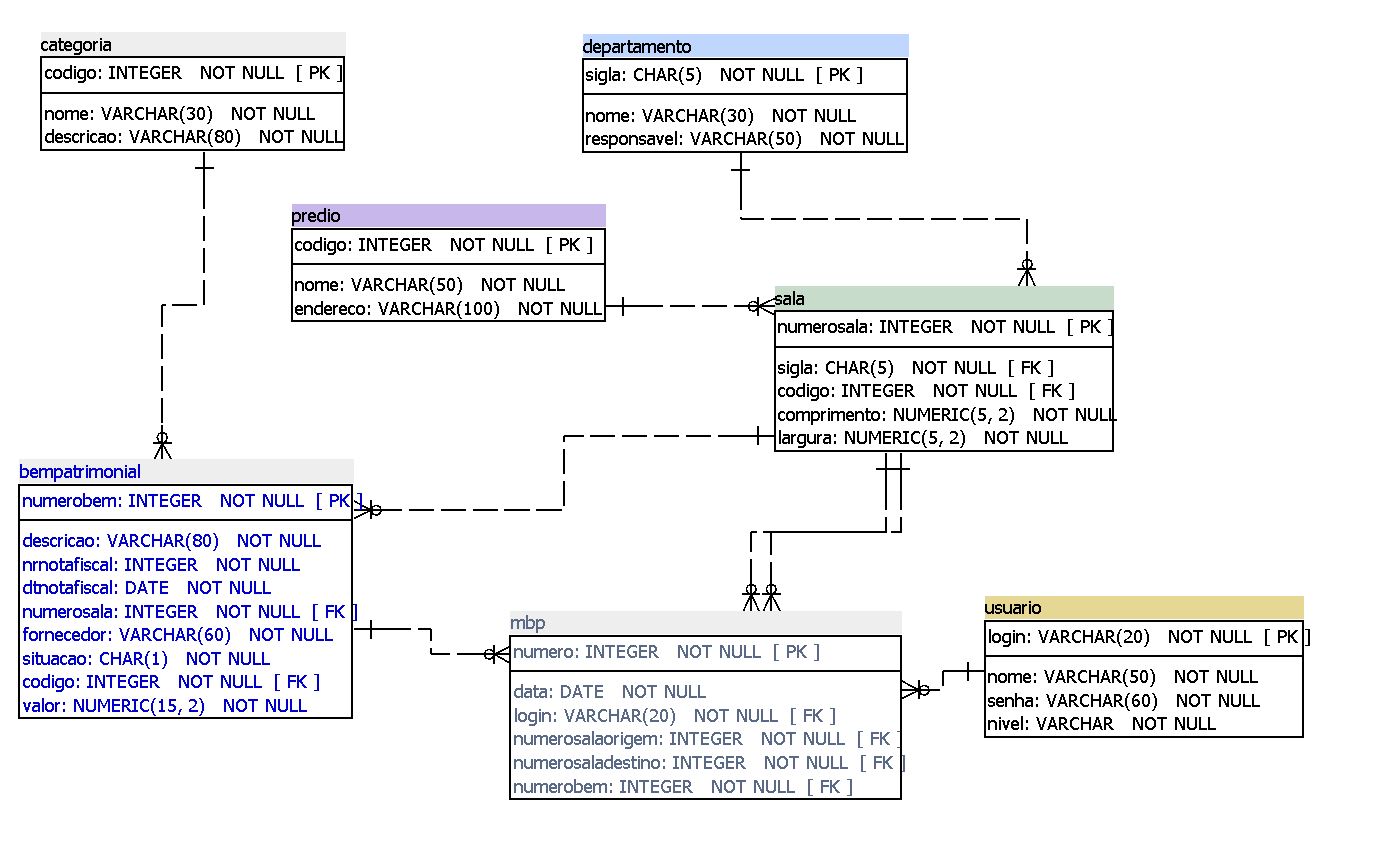 categoria
codigo: INTEGER NOT NULL [ PK ]
nome: VARCHAR(30) NOT NULL
descricao: VARCHAR(80) NOT NULL
departamento
sigla: CHAR(5) NOT NULL [ PK ]
nome: VARCHAR(30) NOT NULL
responsavel: VARCHAR(50) NOT NULL
predio
codigo: INTEGER NOT NULL [ PK ]
nome: VARCHAR(50) NOT NULL
endereco: VARCHAR(100) NOT NULL
sala
numerosala: INTEGER NOT NULL [ PK ]
sigla: CHAR(5) NOT NULL [ FK ]
codigo: INTEGER NOT NULL [ FK ]
comprimento: NUMERIC(5, 2) NOT NULL
largura: NUMERIC(5, 2) NOT NULL
bempatrimonial
numerobem: INTEGER NOT NULL [ PK ]
descricao: VARCHAR(80) NOT NULL
nrnotafiscal: INTEGER NOT NULL
dtnotafiscal: DATE NOT NULL
numerosala: INTEGER NOT NULL [ FK ]
fornecedor: VARCHAR(60) NOT NULL
situacao: CHAR(1) NOT NULL
codigo: INTEGER NOT NULL [ FK ]
valor: NUMERIC(15, 2) NOT NULL
mbp
numero: INTEGER NOT NULL [ PK ]
data: DATE NOT NULL
login: VARCHAR(20) NOT NULL [ FK ]
numerosalaorigem: INTEGER NOT NULL [ FK ]
numerosaladestino: INTEGER NOT NULL [ FK ]
numerobem: INTEGER NOT NULL [ FK ]
usuario
login: VARCHAR(20) NOT NULL [ PK ]
nome: VARCHAR(50) NOT NULL
senha: VARCHAR(60) NOT NULL
nivel: VARCHAR NOT NULL